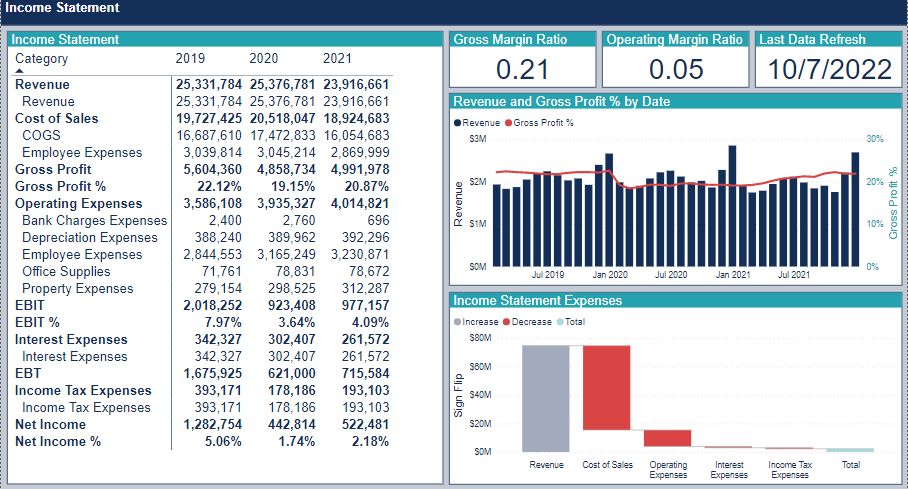 Income Statement
Income Statement
Category 2019 2020 2021
Revenue 25,331,784 25,376,781 23,916,661
Revenue 25,331,784 25,376,781 23,916,661
Cost of Sales 19,727,425 20,518,047 18,924,683
COGS 16,687,610 17,472,833 16,054,683
Employee Expenses 3,039,814 3,045,214 2,869,999
Gross Profit 5,604,360 4,858,734 4,991,978
Gross Profit % 22.12% 19.15% 20.87%
Operating Expenses 3,586,108 3,935,327 4,014,821
Bank Charges Expenses 2,400 2,760 696
Depreciation Expenses 388,240 389,962 392,296
Employee Expenses 2,844,553 3,165,249 3,230,871
Office Supplies 71,761 78,831 78,672
Property Expenses 279,154 298,525 312,287
EBIT 2,018,252 923,408 977,157
EBIT % 7.97% 3.64% 4.09%
Interest Expenses 342,327 302,407 261,572
Interest Expenses 342,327 302,407 261,572
EBT 1,675,925 621,000 715,584
Income Tax Expenses 393,171 178,186 193,103
Income Tax Expenses 393,171 178,186 193,103
Net Income 1,282,754 442,814 522,481
Net Income % 5.06% 1.74% 2.18%
Gross Margin Ratio
0.21
Operating Margin Ratio
0.05
Last Data Refresh
10/7/2022
Revenue and Gross Profit % by Date
Revenue Gross Profit %
$3M 30%
$2M 20%
$1M 10%
$0M 0%
Revenue
Gross Profit %
Jul 2019 Jan 2020 Jul 2020 Jan 2021 Jul 2021
Income Statement Expenses
Increase Decrease Total
$80M
$60M
$40M
$20M
$0M
Sign Flip
Revenue Cost of Sales Operating Interest Income Tax Total
Expenses Expenses Expenses